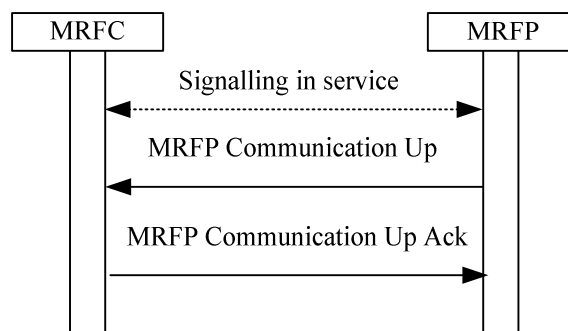 MRFC
MRFP
Signalling in service
MRFP Communication Up
MRFP Communication Up Ack